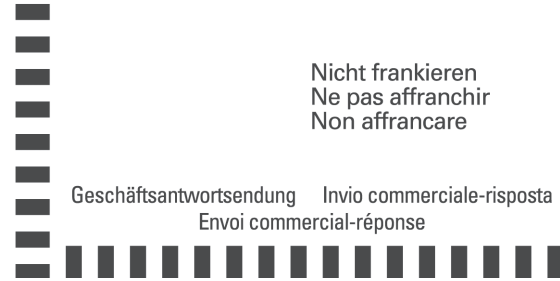 Nicht frankieren
Ne pas affranchir
Non affrancare
Geschäftsantwortsendung Invio commerciale-risposta
Envoi commercial-réponse